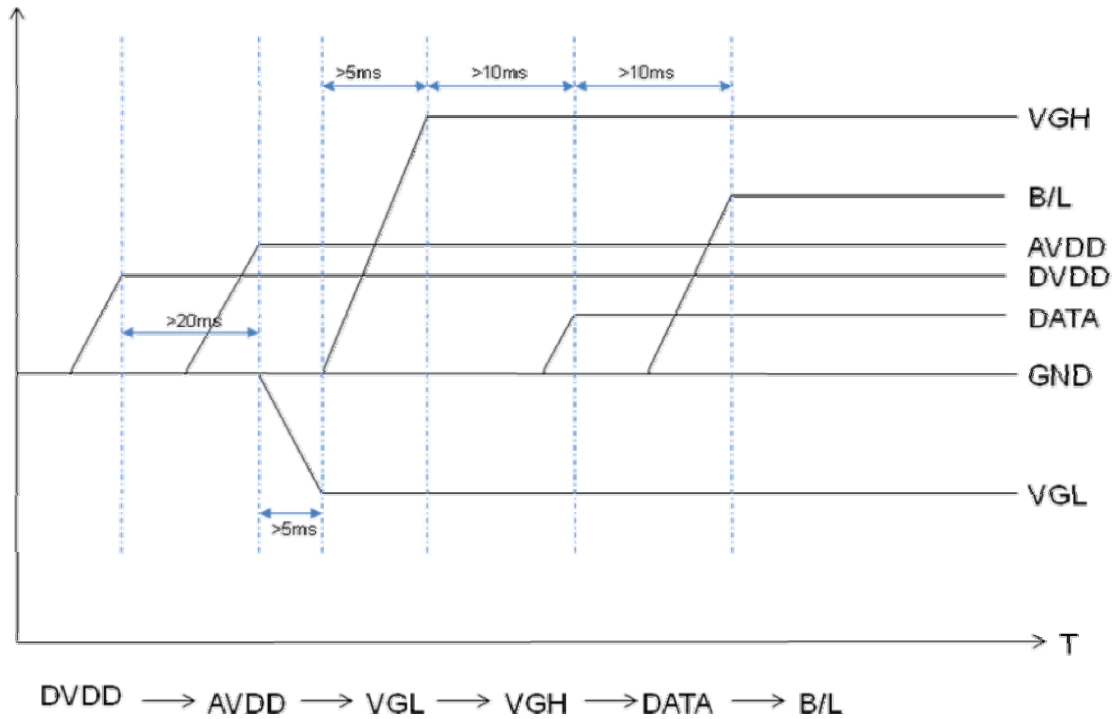 >5ms >10ms >10ms
VGH
B/L
AVDD
DVDD
>20ms
DATA
GND
VGL
>5ms
T
DVDD → AVDD → VGL → VGH → DATA → B/L